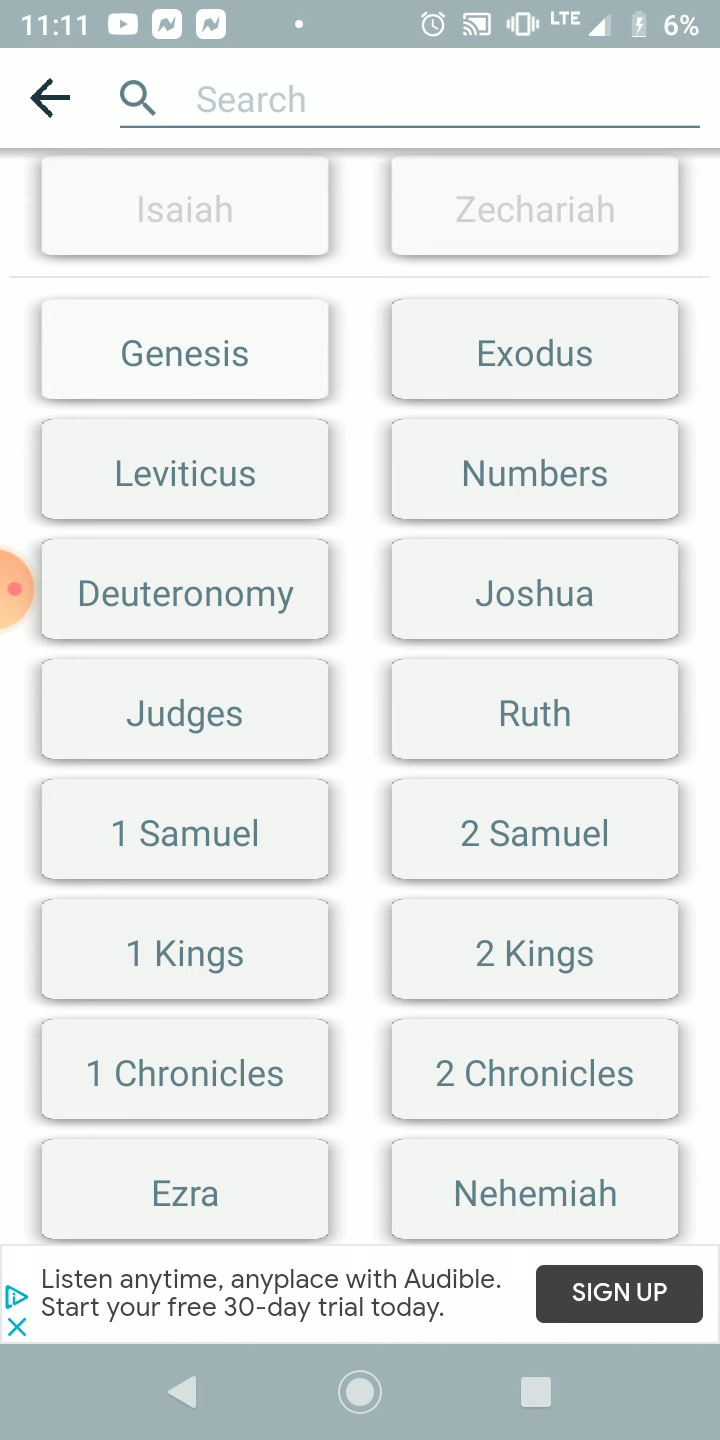 11:11 LTE 6%
Search
Isaiah Zechariah
Genesis Exodus
Leviticus Numbers
Deuteronomy Joshua
Judges Ruth
1 Samuel 2 Samuel
1 Kings 2 Kings
1 Chronicles 2 Chronicles
Ezra Nehemiah
Listen anytime, anyplace with Audible.
Start your free 30-day trial today.
SIGN UP